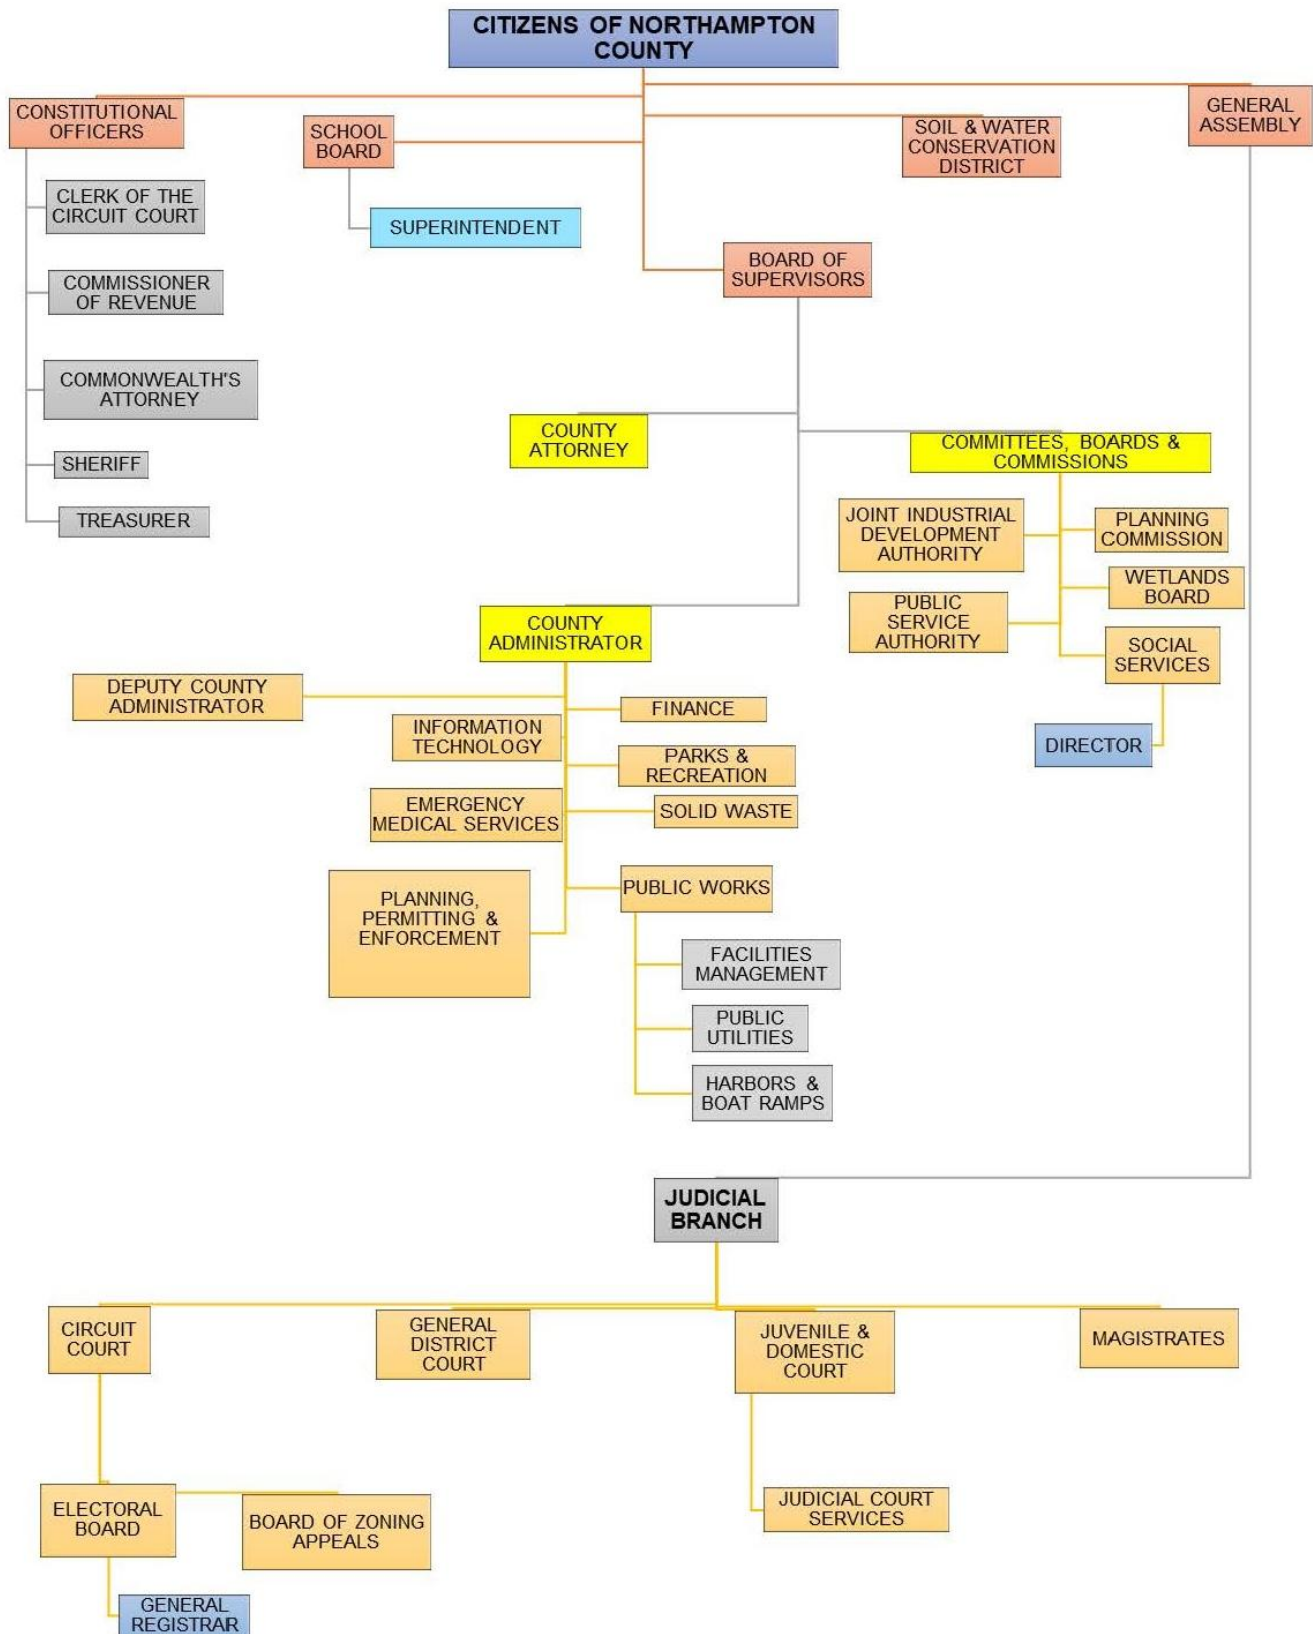 CITIZENS OF NORTHAMPTON
COUNTY
CONSTITUTIONAL
OFFICERS
SCHOOL
BOARD
SOIL & WATER
CONSERVATION
DISTRICT
GENERAL
ASSEMBLY
CLERK OF THE
CIRCUIT COURT
SUPERINTENDENT
BOARD OF
SUPERVISORS
COMMISSIONER
OF REVENUE
COMMONWEALTH'S
ATTORNEY
SHERIFF
TREASURER
COUNTY
ATTORNEY
COMMITTEES, BOARDS &
COMMISSIONS
JOINT INDUSTRIAL
DEVELOPMENT
AUTHORITY
PLANNING
COMMISSION
WETLANDS
BOARD
PUBLIC
SERVICE
AUTHORITY
SOCIAL
SERVICES
DIRECTOR
COUNTY
ADMINISTRATOR
DEPUTY COUNTY
ADMINISTRATOR
FINANCE
INFORMATION
TECHNOLOGY
PARKS &
RECREATION
EMERGENCY
MEDICAL SERVICES
SOLID WASTE
PLANNING,
PERMITTING &
ENFORCEMENT
PUBLIC WORKS
FACILITIES
MANAGEMENT
PUBLIC
UTILITIES
HARBORS &
BOAT RAMPS
JUDICIAL
BRANCH
CIRCUIT
COURT
GENERAL
DISTRICT
COURT
JUVENILE &
DOMESTIC
COURT
MAGISTRATES
ELECTORAL
BOARD
BOARD OF ZONING
APPEALS
JUDICIAL COURT
SERVICES
GENERAL
REGISTRAR